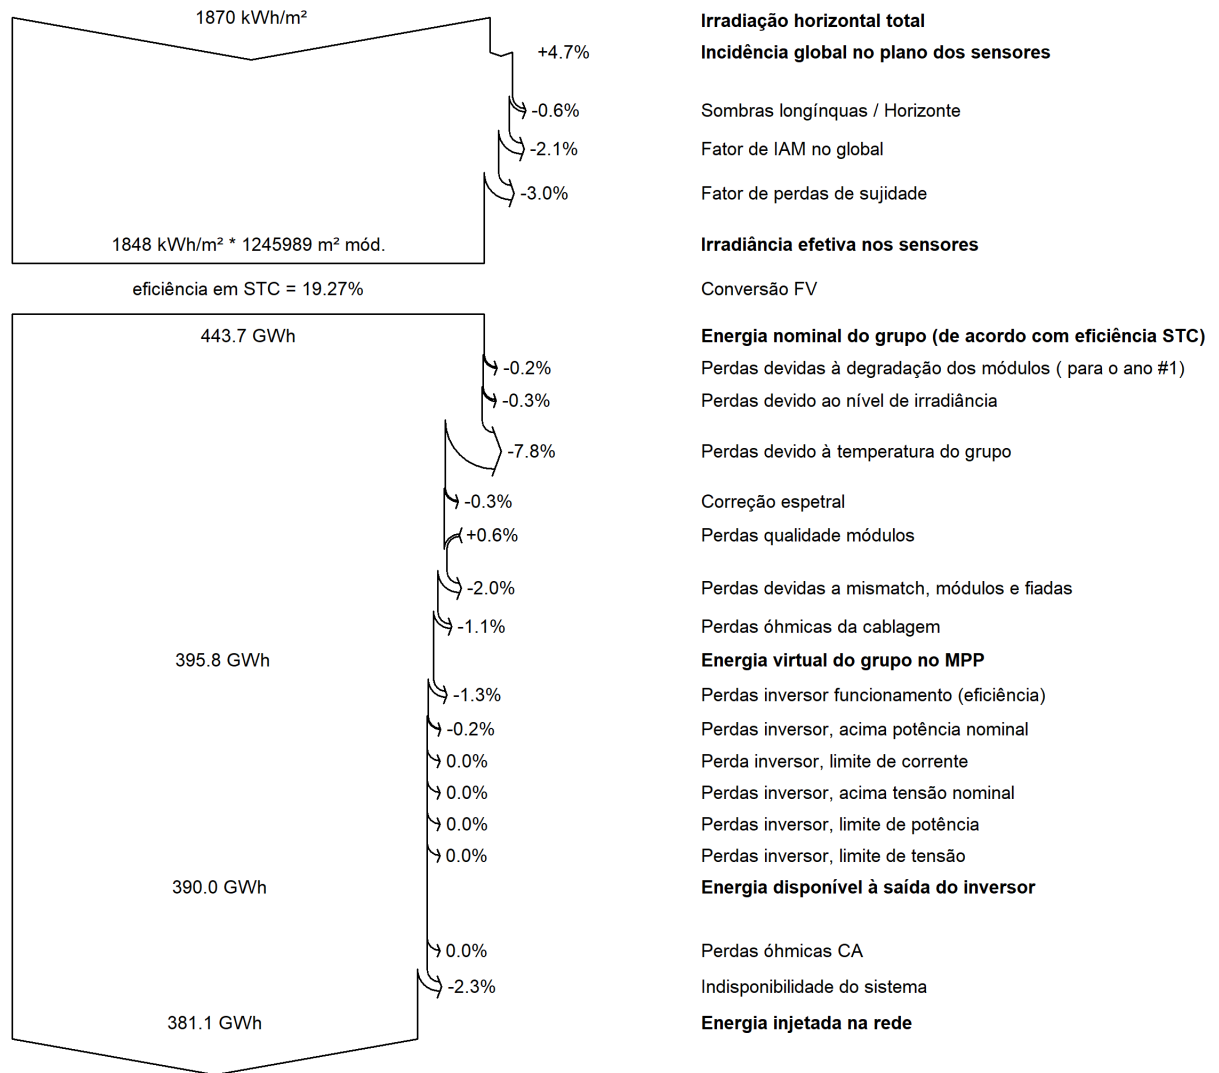 1870 kWh/m² Irradiação horizontal total
+4.7% Incidência global no plano dos sensores
-0.6% Sombras longínquas / Horizonte
-2.1% Fator de IAM no global
-3.0% Fator de perdas de sujidade
1848 kWh/m² * 1245989 m² mód. Irradiância efetiva nos sensores
eficiência em STC = 19.27% Conversão FV
443.7 GWh Energia nominal do grupo (de acordo com eficiência STC)
-0.2% Perdas devidas à degradação dos módulos ( para o ano #1)
-0.3% Perdas devido ao nível de irradiância
-7.8% Perdas devido à temperatura do grupo
-0.3% Correção espetral
+0.6% Perdas qualidade módulos
-2.0% Perdas devidas a mismatch, módulos e fiadas
-1.1% Perdas óhmicas da cablagem
395.8 GWh Energia virtual do grupo no MPP
-1.3% Perdas inversor funcionamento (eficiência)
-0.2% Perdas inversor, acima potência nominal
0.0% Perda inversor, limite de corrente
0.0% Perdas inversor, acima tensão nominal
0.0% Perdas inversor, limite de potência
0.0% Perdas inversor, limite de tensão
390.0 GWh Energia disponível à saída do inversor
0.0% Perdas óhmicas CA
-2.3% Indisponibilidade do sistema
381.1 GWh Energia injetada na rede